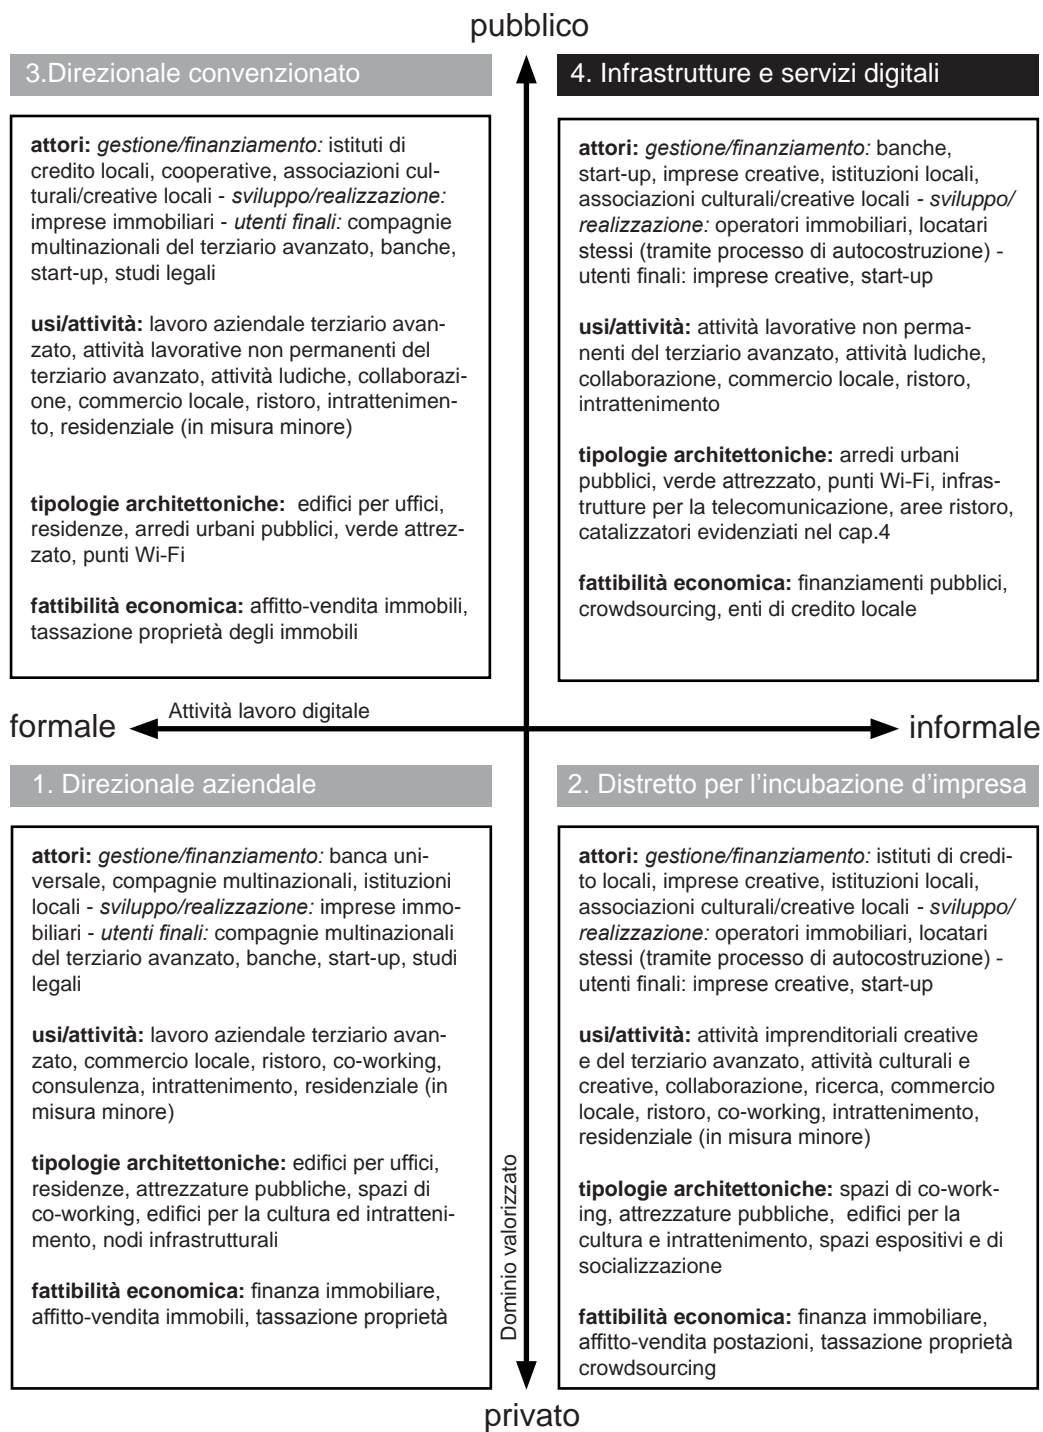 pubblico
3.Direzionale convenzionato
attori: gestione/finanziamento: istituti di
credito locali, cooperative, associazioni cul-
turali/creative locali - sviluppo/realizzazione:
imprese immobiliari - utenti finali: compagnie
multinazionali del terziario avanzato, banche,
start-up, studi legali
usi/attività: lavoro aziendale terziario avan-
zato, attività lavorative non permanenti del
terziario avanzato, attività ludiche, collaborazi-
one, commercio locale, ristoro, intrattenimen-
to, residenziale (in misura minore)
tipologie architettoniche: edifici per uffici,
residenze, arredi urbani pubblici, verde attrez-
zato, punti Wi-Fi
fattibilità economica: affitto-vendita immobili,
tassazione proprietà degli immobili
4. Infrastrutture e servizi digitali
attori: gestione/finanziamento: banche,
start-up, imprese creative, istituzioni locali,
associazioni culturali/creative locali - sviluppo/
realizzazione: operatori immobiliari, locatari
stessi (tramite processo di autocostruzione) -
utenti finali: imprese creative, start-up
usi/attività: attività lavorative non perma-
nenti del terziario avanzato, attività ludiche,
collaborazione, commercio locale, ristoro,
intrattenimento
tipologie architettoniche: arredi urbani
pubblici, verde attrezzato, punti Wi-Fi, infras-
trutture per la telecomunicazione, aree ristoro,
catalizzatori evidenziati nel cap.4
fattibilità economica: finanziamenti pubblici,
crowdsourcing, enti di credito locale
formale
Attività lavoro digitale
informale
1. Direzionale aziendale
attori: gestione/finanziamento: banca uni-
versale, compagnie multinazionali, istituzioni
locali - sviluppo/realizzazione: imprese immo-
biliari - utenti finali: compagnie multinazionali
del terziario avanzato, banche, start-up, studi
legali
usi/attività: lavoro aziendale terziario avan-
zato, commercio locale, ristoro, co-working,
consulenza, intrattenimento, residenziale (in
misura minore)
tipologie architettoniche: edifici per uffici,
residenze, attrezzature pubbliche, spazi di
co-working, edifici per la cultura ed intratteni-
mento, nodi infrastrutturali
fattibilità economica: finanza immobiliare,
affitto-vendita immobili, tassazione proprietà
Dominio valorizzato
2. Distretto per l'incubazione d'impresa
attori: gestione/finanziamento: istituti di credi-
to locali, imprese creative, istituzioni locali,
associazioni culturali/creative locali - sviluppo/
realizzazione: operatori immobiliari, locatari
stessi (tramite processo di autocostruzione) -
utenti finali: imprese creative, start-up
usi/attività: attività imprenditoriali creative
e del terziario avanzato, attività culturali e
creative, collaborazione, ricerca, commercio
locale, ristoro, co-working, intrattenimento,
residenziale (in misura minore)
tipologie architettoniche: spazi di co-work-
ing, attrezzature pubbliche, edifici per la
cultura e intrattenimento, spazi espositivi e di
socializzazione
fattibilità economica: finanza immobiliare,
affitto-vendita postazioni, tassazione proprietà
crowdsourcing
privato